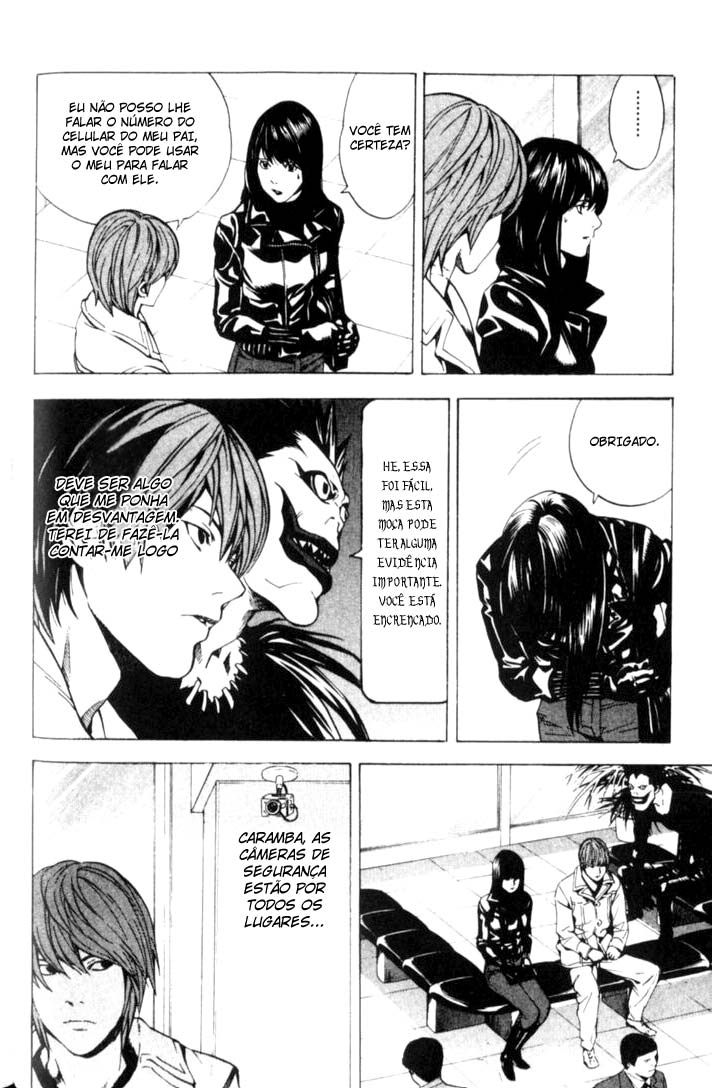 .........
VOCÊ TEM
CERTEZA?
EU NÃO POSSO LHE
FALAR O NÚMERO DO
CELULAR DO MEU PAI,
MAS VOCÊ PODE USAR
O MEU PARA FALAR
COM ELE.
OBRIGADO.
HE, ESSA
FOI FÁCIL,
MAS ESTA
MOÇA PODE
TER ALGUMA
EVIDÊNCIA
IMPORTANTE.
VOCÊ ESTÁ
ENCRENCADO.
DEVE SER ALGO
QUE ME PONHA
EM DESVANTAGEM.
TEREI DE FAZÊ-LA
CONTAR-ME LOGO
CARAMBA, AS
CÂMERAS DE
SEGURANÇA
ESTÃO POR
TODOS OS
LUGARES...